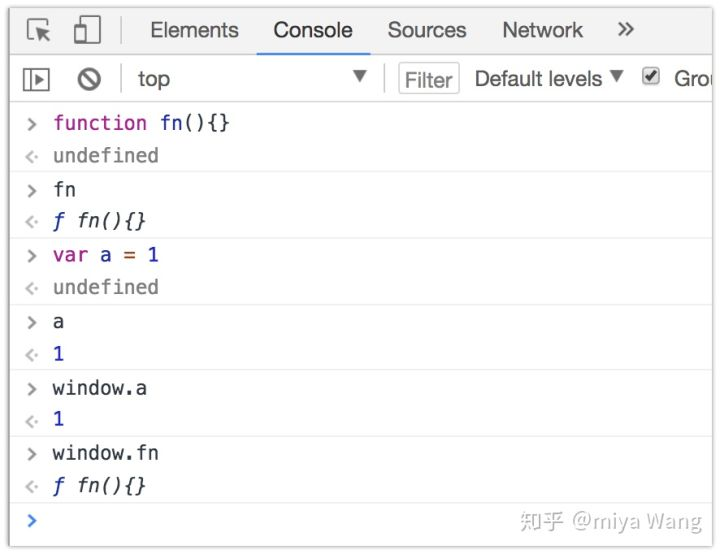 Elements Console Sources Network »
top ▼ Filter Default levels ▼ Grou
> function fn(){}
<· undefined
> fn
<· ƒ fn(){}
> var a = 1
<· undefined
> a
<· 1
> window.a
<· 1
> window.fn
<· ƒ fn(){}
>
知乎 @miya Wang